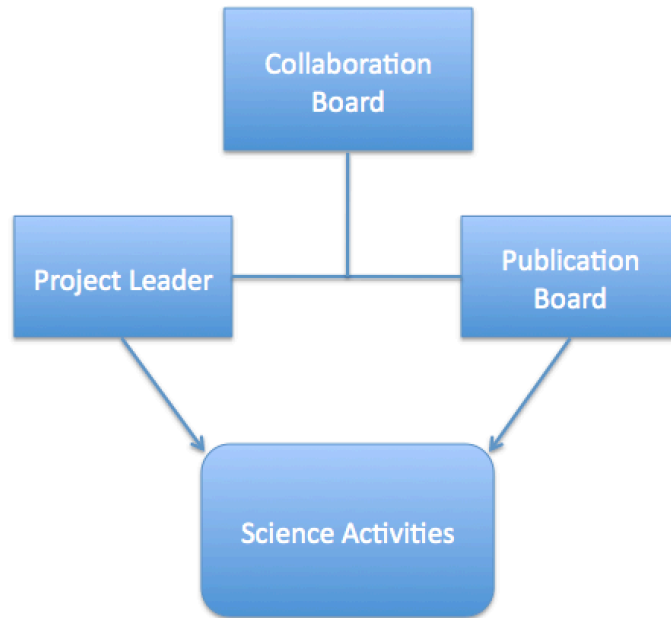 Collaboration
Board
Project Leader
Publication
Board
Science Activities